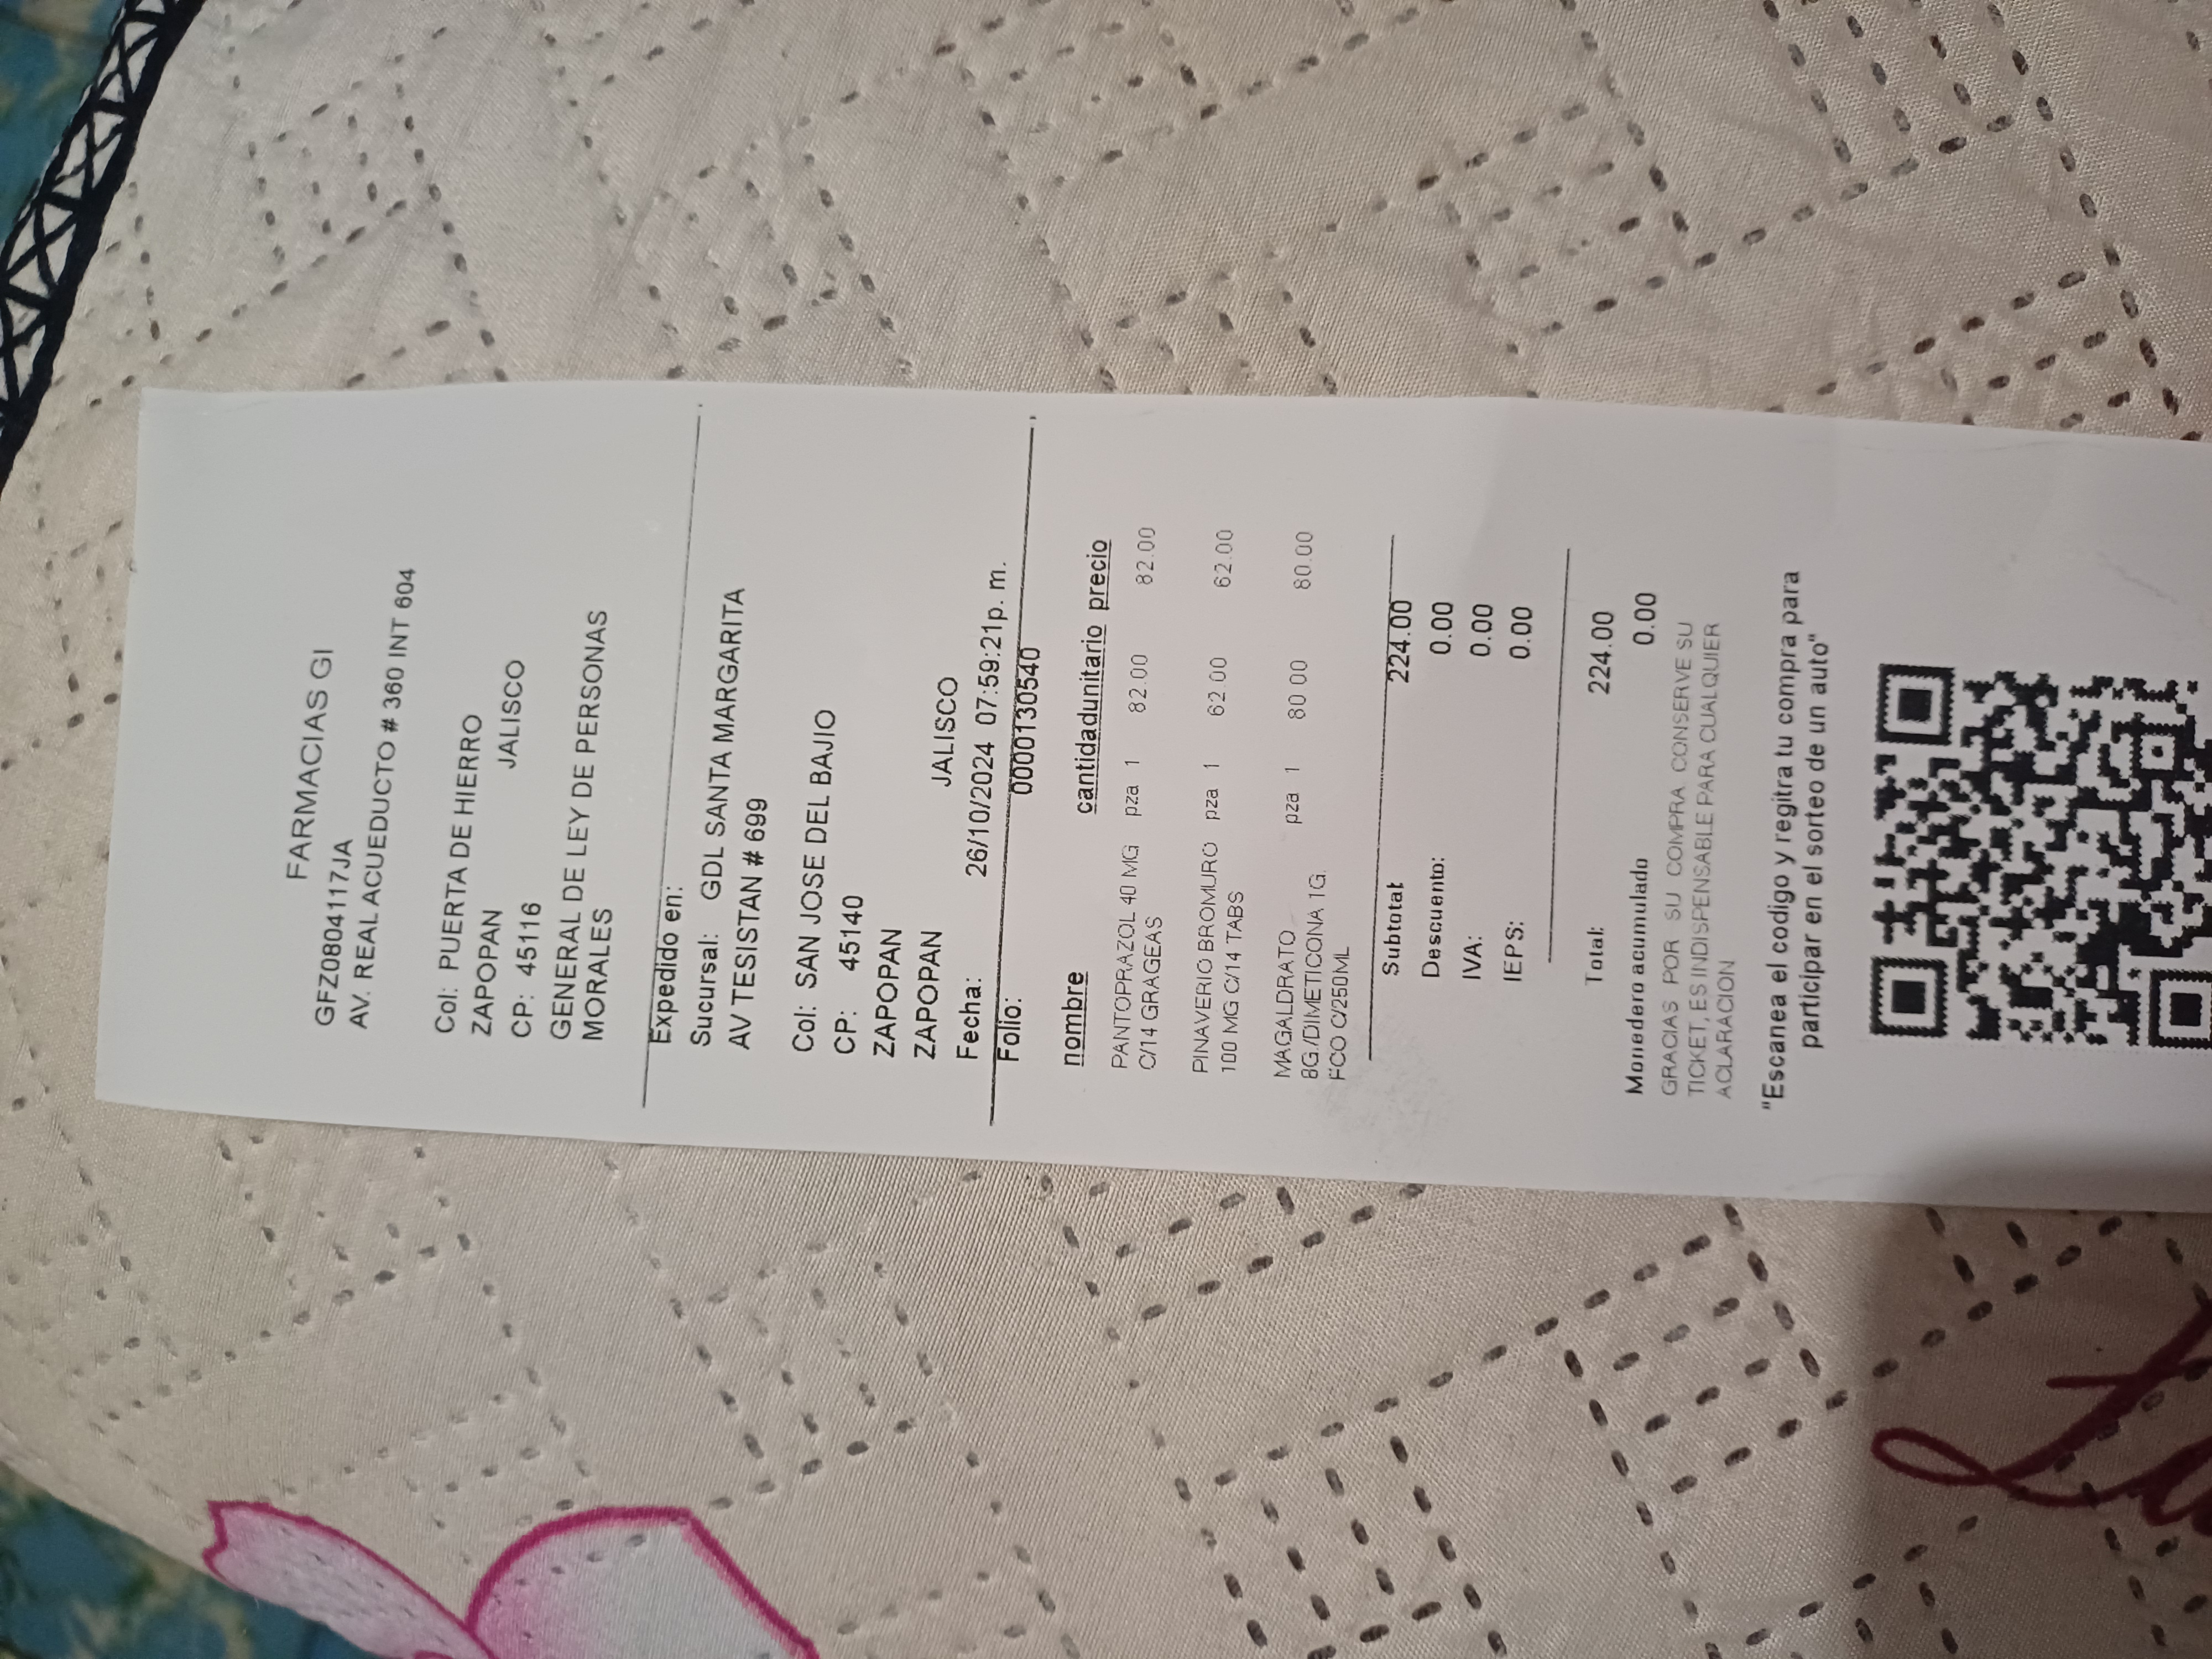 FARMACIAS GI
GFZ0804117JA
AV. REAL ACUEDUCTO # 360 INT 604
Col: PUERTA DE HIERRO
ZAPOPAN JALISCO
CP: 45116
GENERAL DE LEY DE PERSONAS
MORALES
Expedido en:
Sucursal: GDL SANTA MARGARITA
AV TESISTAN # 699
Col: SAN JOSE DEL BAJIO
CP: 45140
ZAPOPAN
ZAPOPAN JALISCO
Fecha: 26/10/2024 07:59:21p. m.
Folio: 0000130540
nombre cantidadunitario precio
PANTOPRAZOL 40 MG pza 1 82.00 82.00
C/14 GRAGEAS
PINAVERIO BROMURO pza 1 62.00 62.00
100 MG C/14 TABS
MAGALDRATO pza 1 80.00 80.00
8G./DIMETICONA 1G.
FCO C/250ML
Subtotal 224.00
Descuento: 0.00
IVA: 0.00
IEPS: 0.00
Total: 224.00
Monedero acumulado 0.00
GRACIAS POR SU COMPRA CONSERVE SU
TICKET, ES INDISPENSABLE PARA CUALQUIER
ACLARACION
"Escanea el codigo y regitra tu compra para
participar en el sorteo de un auto"